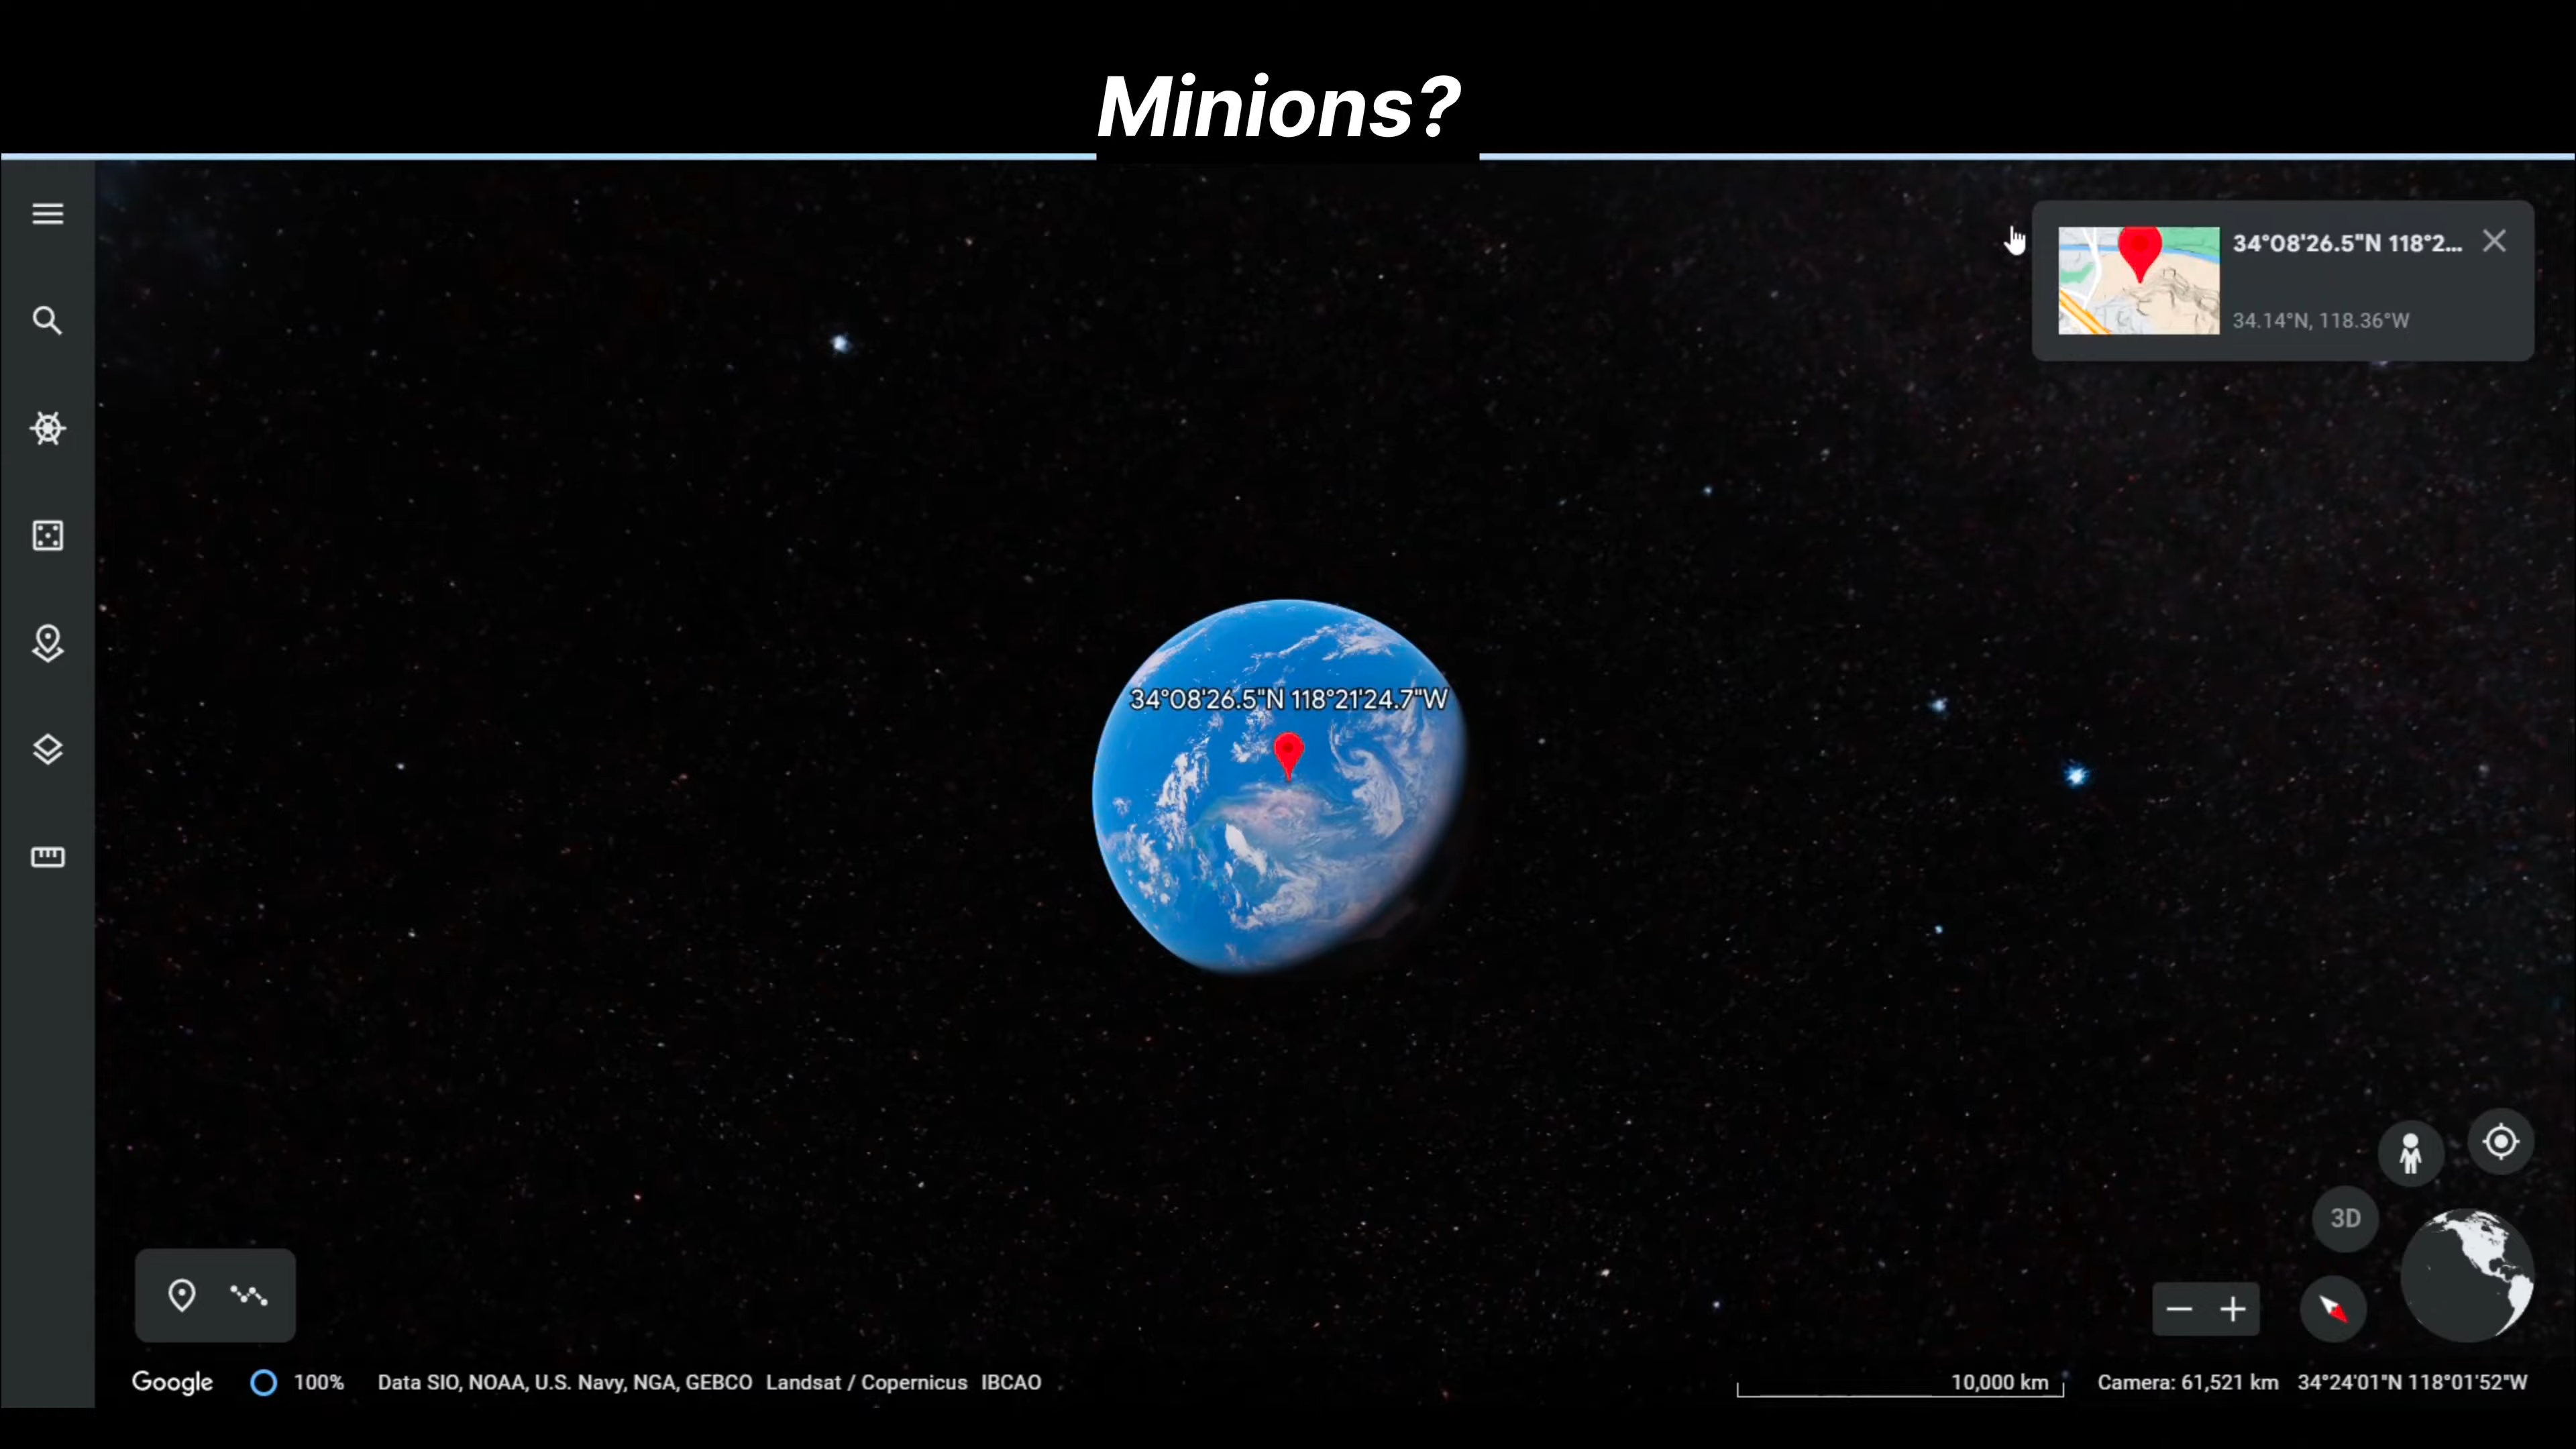 Minions?
34°08'26.5"N 118°2...
34.14°N, 118.36°W
34°08'26.5"N 118°21'24.7"W
3D
Google 100% Data SIO, NOAA, U.S. Navy, NGA, GEBCO Landsat / Copernicus IBCAO 10,000 km Camera: 61,521 km 34°24'01"N 118°01'52"W